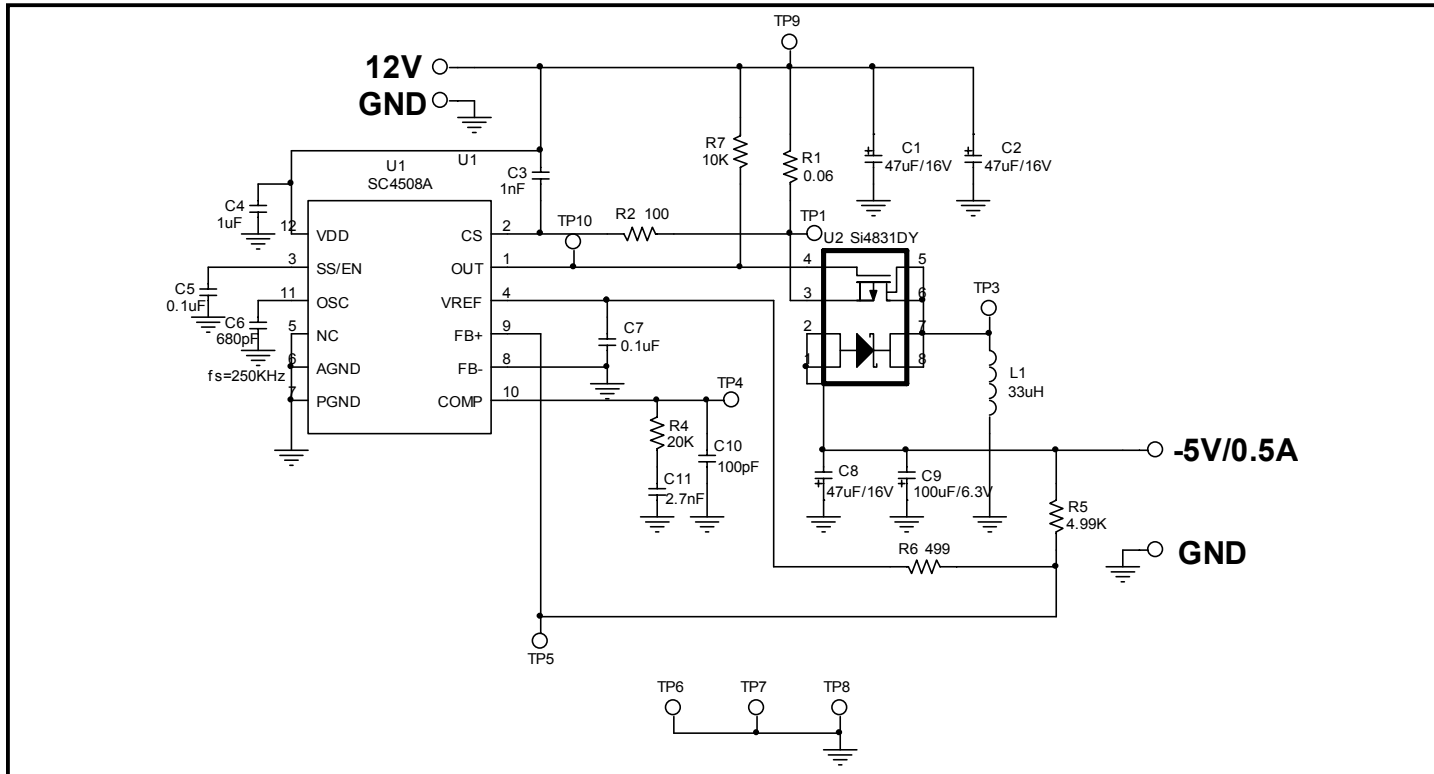 TP9
12V
GND
R7
10K
R1
0.06
C1
47uF/16V
C2
47uF/16V
U1
U1
SC4508A
C3
1nF
C4
1uF
TP10
R2 100
TP1
U2 Si4831DY
12
VDD
CS
2
3
SS/EN
OUT
1
4
5
C5
0.1uF
11
OSC
VREF
4
3
6
TP3
C6
680pF
5
NC
FB+
9
C7
0.1uF
2
7
6
AGND
FB-
8
1
8
fs=250KHz
7
PGND
COMP
10
TP4
L1
33uH
R4
20K
C10
100pF
C11
2.7nF
-5V/0.5A
C8
47uF/16V
C9
100uF/6.3V
R5
4.99K
R6 499
GND
TP5
TP6
TP7
TP8